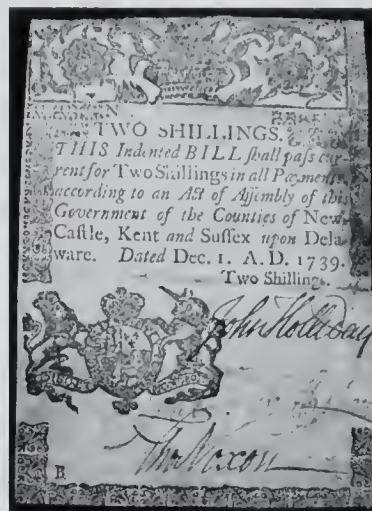 TWO SHILLINGS.
THIS Indented BILL ſhall paſs cur-
rent for Two Shillings in all Payments
according to an Act of Aſſembly of this
Government of the Counties of New-
Caſtle, Kent and Suſſex upon Dela-
ware. Dated Dec. 1. A.D. 1739.
Two Shillings.
John Holliday
Tho Noxon
B